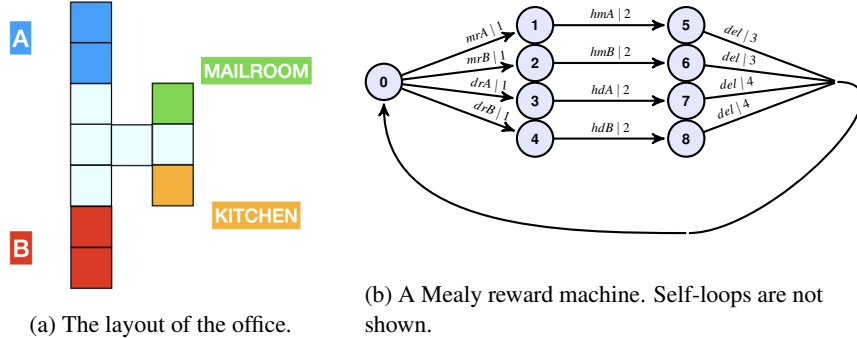 A
MAILROOM
KITCHEN
B
(a) The layout of the office.
0
1
2
3
4
5
6
7
8
mrA | 1
mrB | 1
drA | 1
drB | 1
hmA | 2
hmB | 2
hdA | 2
hdB | 2
del | 3
del | 3
del | 4
del | 4
(b) A Mealy reward machine. Self-loops are not
shown.